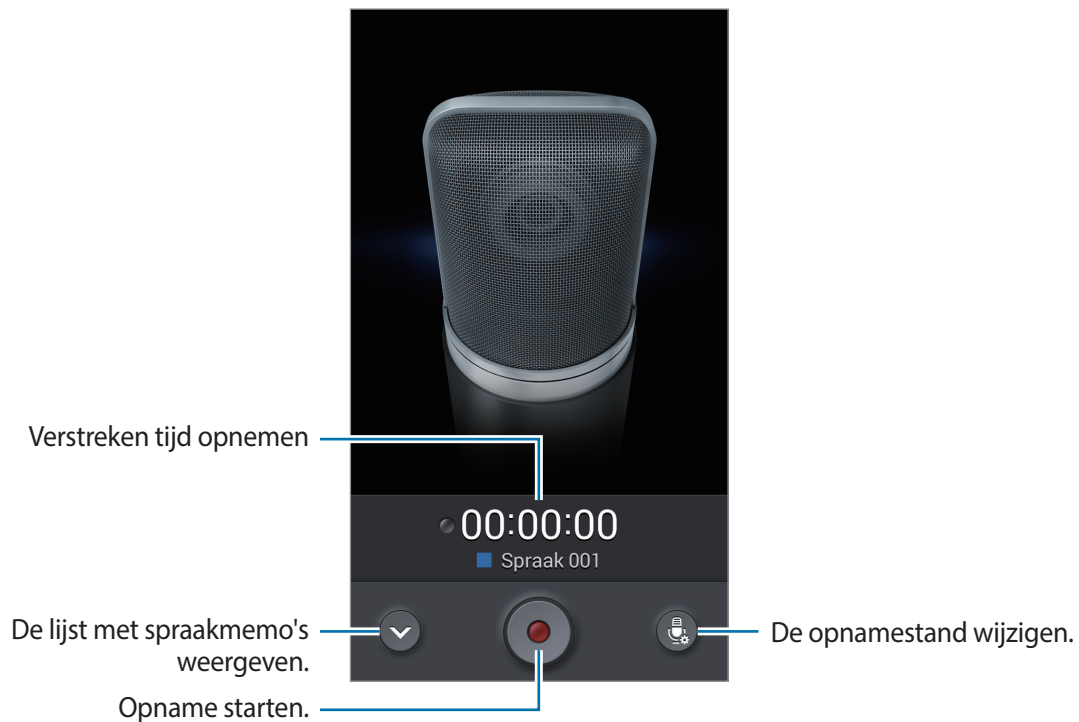 Verstreken tijd opnemen
00:00:00
Spraak 001
De lijst met spraakmemo's
weergeven.
De opnamestand wijzigen.
Opname starten.